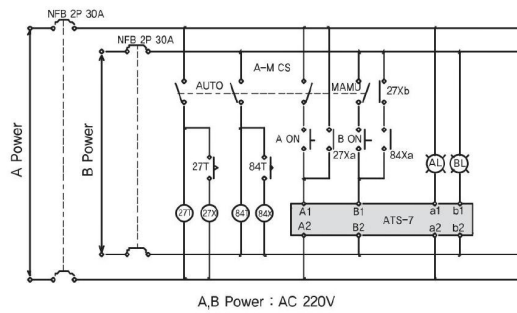 NFB 2P 30A
NFB 2P 30A
A-M CS
AUTO
MAMU
27Xb
A ON
B ON
27Xa
84Xa
27T
84T
AL
BL
A Power
B Power
27T
27X
84T
84X
A1
B1
a1
b1
ATS-7
A2
B2
a2
b2
A,B Power : AC 220V